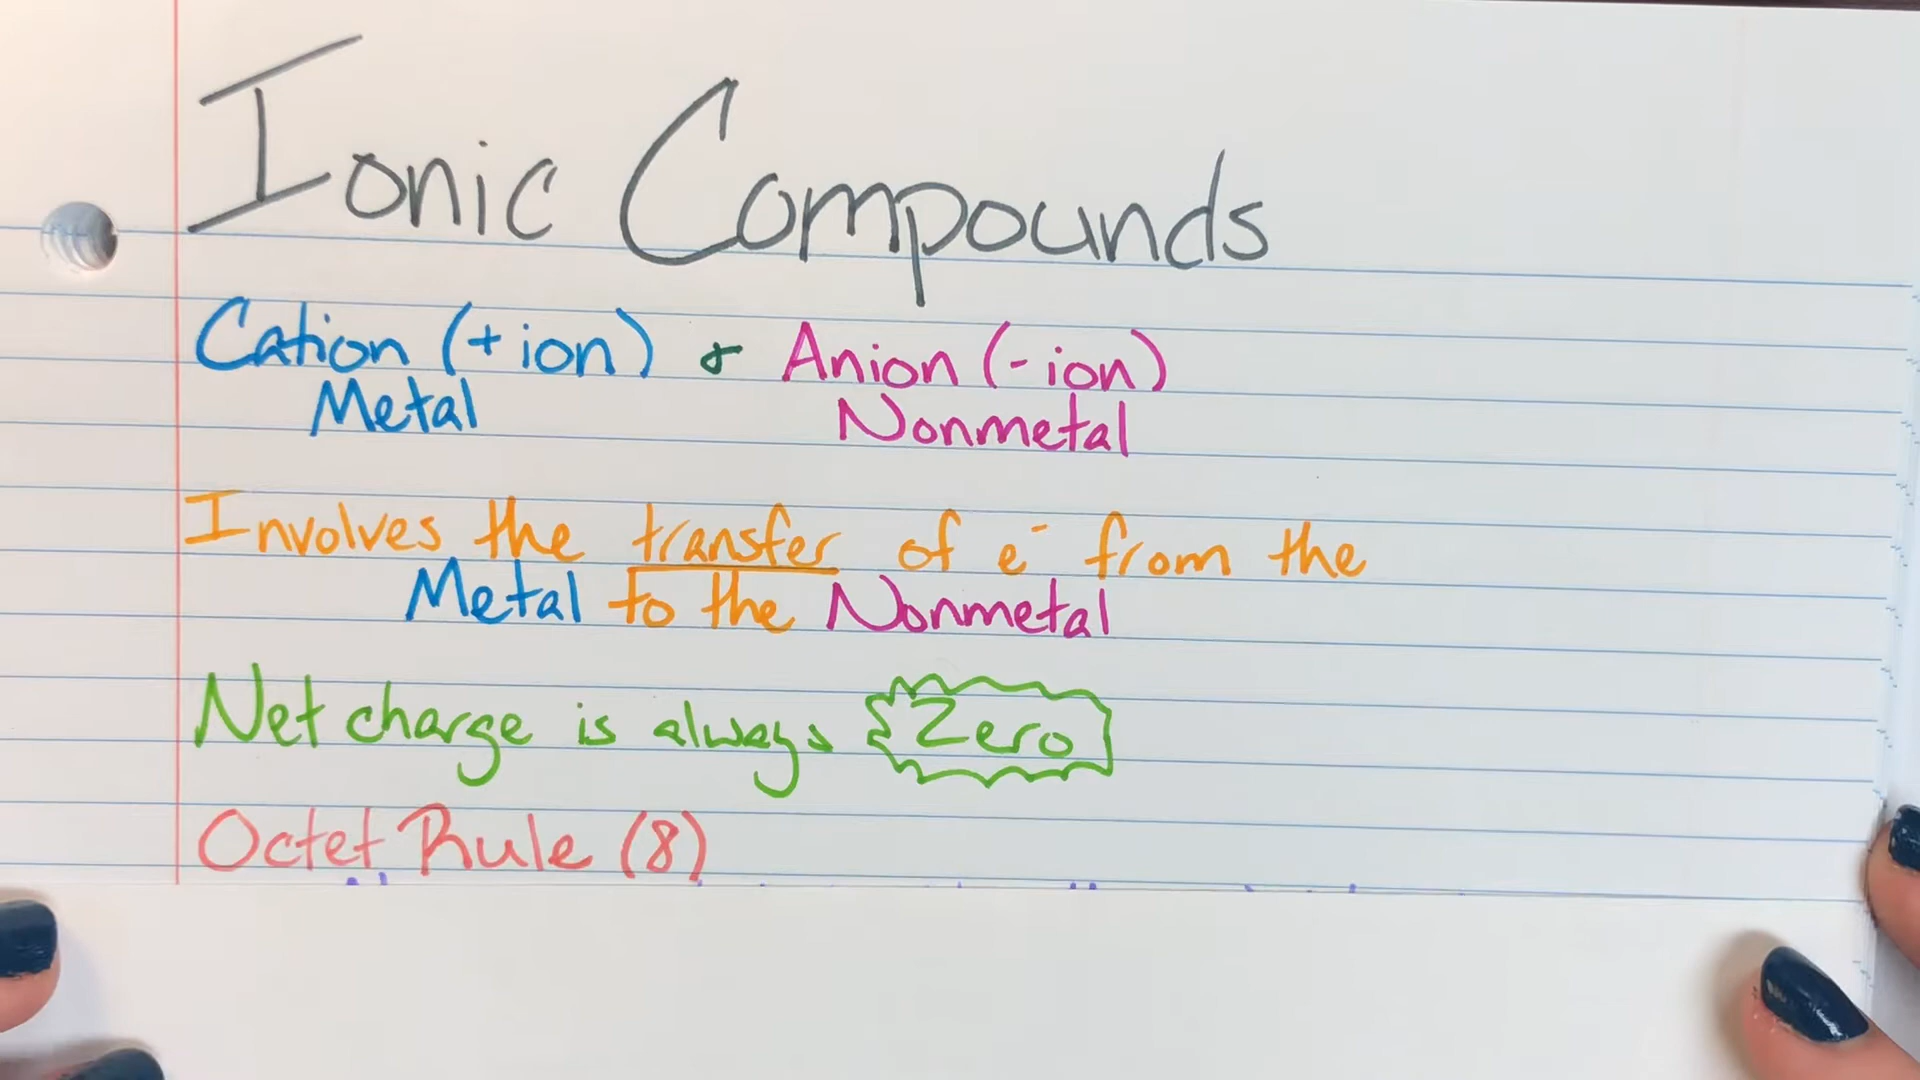 Ionic Compounds
Cation (+ ion) & Anion (- ion)
Metal Nonmetal
Involves the transfer of e⁻ from the
Metal to the Nonmetal
Net charge is always Zero
Octet Rule (8)